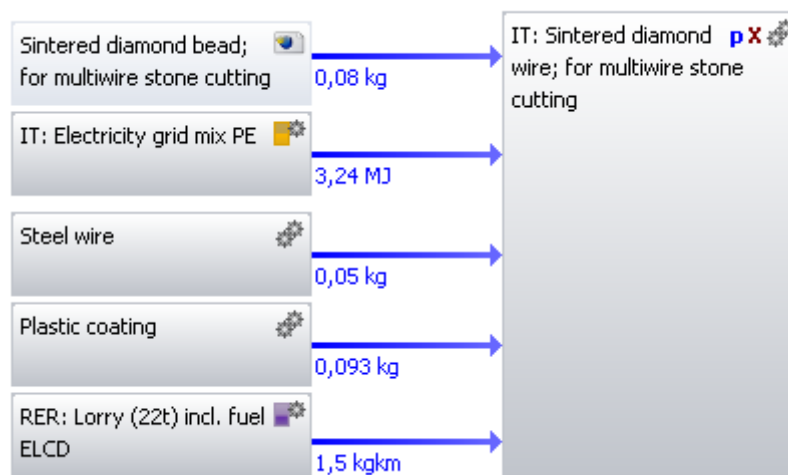 Sintered diamond bead;
for multiwire stone cutting
0,08 kg
IT: Electricity grid mix PE
3,24 MJ
Steel wire
0,05 kg
Plastic coating
0,093 kg
RER: Lorry (22t) incl. fuel
ELCD
1,5 kgkm
IT: Sintered diamond p X
wire; for multiwire stone
cutting